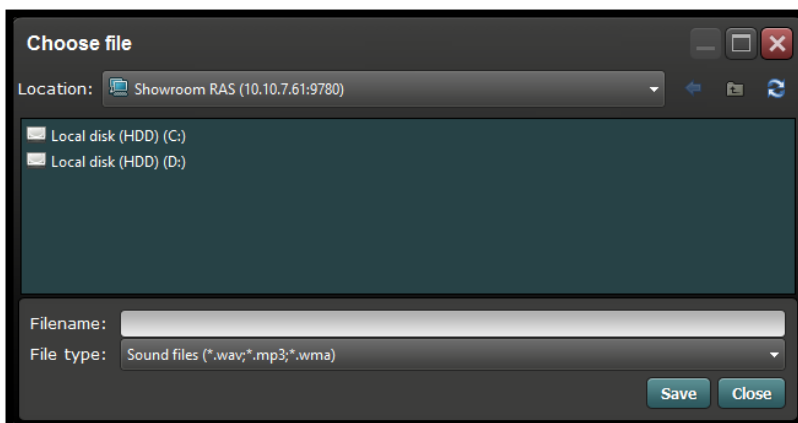 Choose file
Location: Showroom RAS (10.10.7.61:9780)
Local disk (HDD) (C:)
Local disk (HDD) (D:)
Filename:
File type: Sound files (*.wav;*.mp3;*.wma)
Save Close